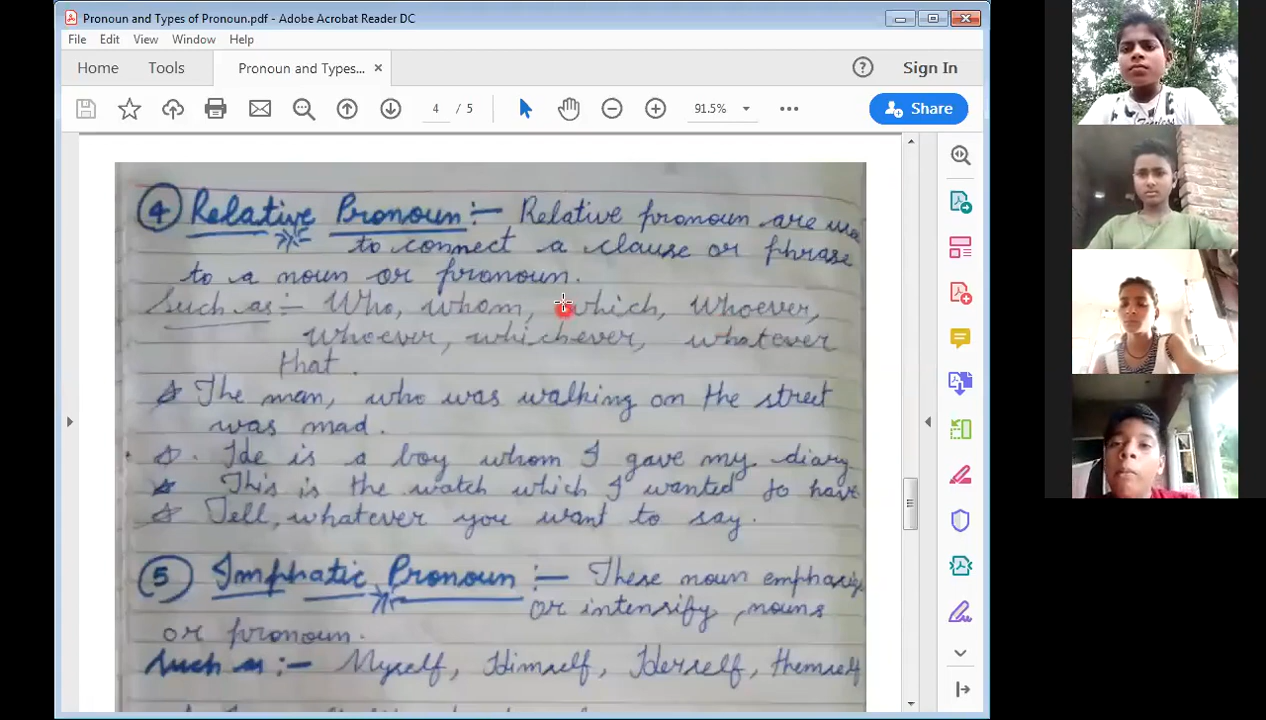 Pronoun and Types of Pronoun.pdf - Adobe Acrobat Reader DC
File Edit View Window Help
Home Tools Pronoun and Types... × Sign In
4 / 5 91.5% Share
4 Relative Pronoun :- Relative pronoun are use
to connect a clause or phrase
to a noun or pronoun.
Such as :- Who, whom, which, Whoever,
Whoever, whichever, whatever
that.
The man, who was walking on the street
was mad.
He is a boy whom I gave my diary
This is the watch which I wanted to have
Tell, whatever you want to say.
5 Imphatic Pronoun :- These noun emphasiz
or intensify, nouns
or pronoun.
Such as :- Myself, Himself, Herself, themself